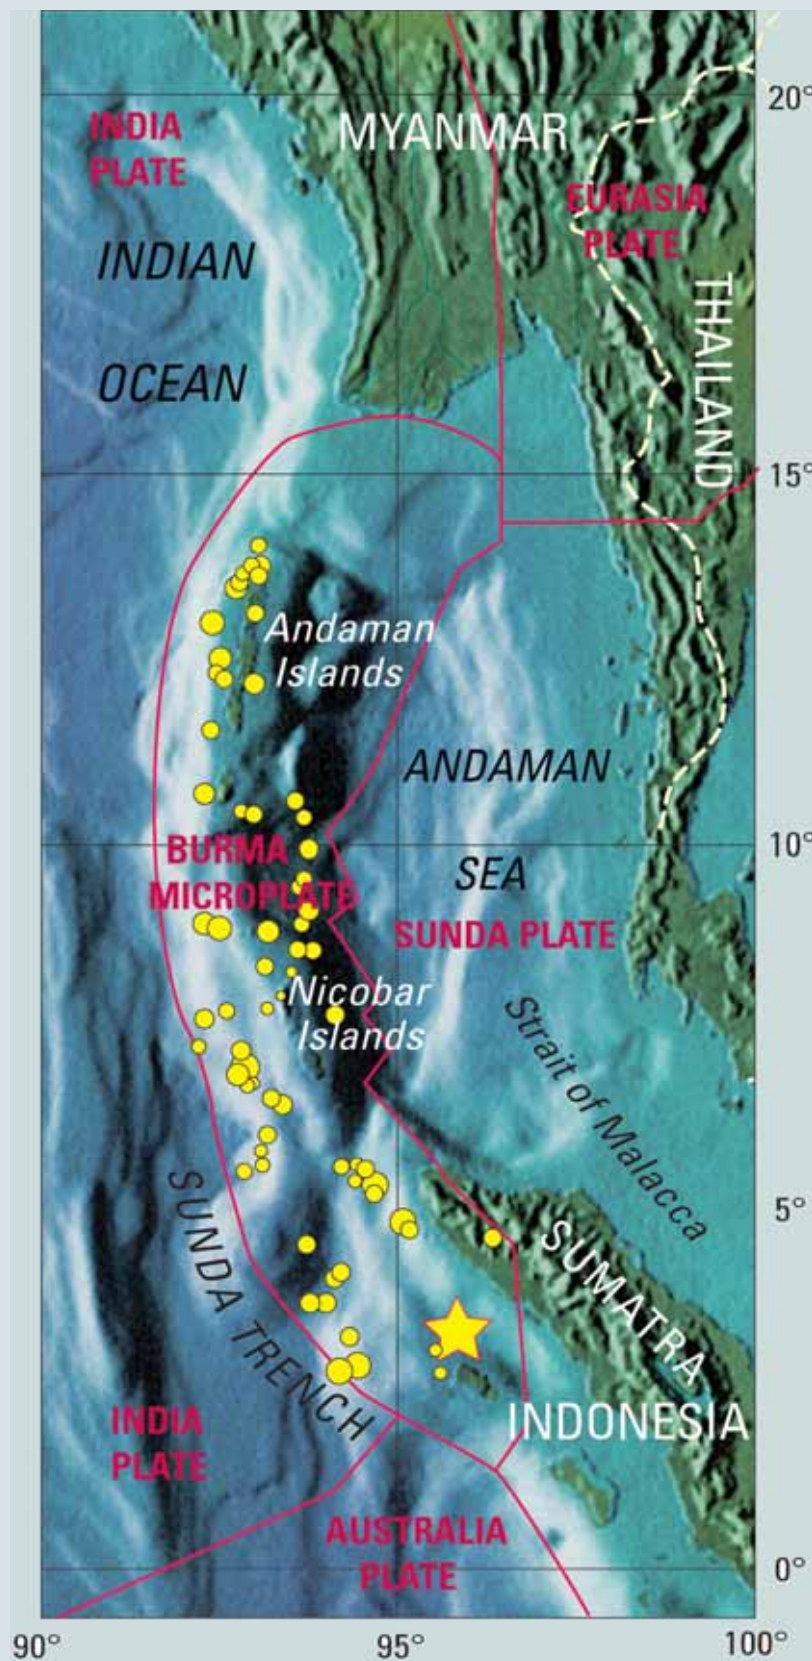 20°
INDIA
PLATE
MYANMAR
EURASIA
PLATE
INDIAN
OCEAN
THAILAND
15°
Andaman
Islands
ANDAMAN
SEA
10°
BURMA
MICROPLATE
SUNDA PLATE
Nicobar
Islands
Strait of Malacca
5°
SUNDA TRENCH
SUMATRA
INDIA
PLATE
INDONESIA
AUSTRALIA
PLATE
0°
90°
95°
100°